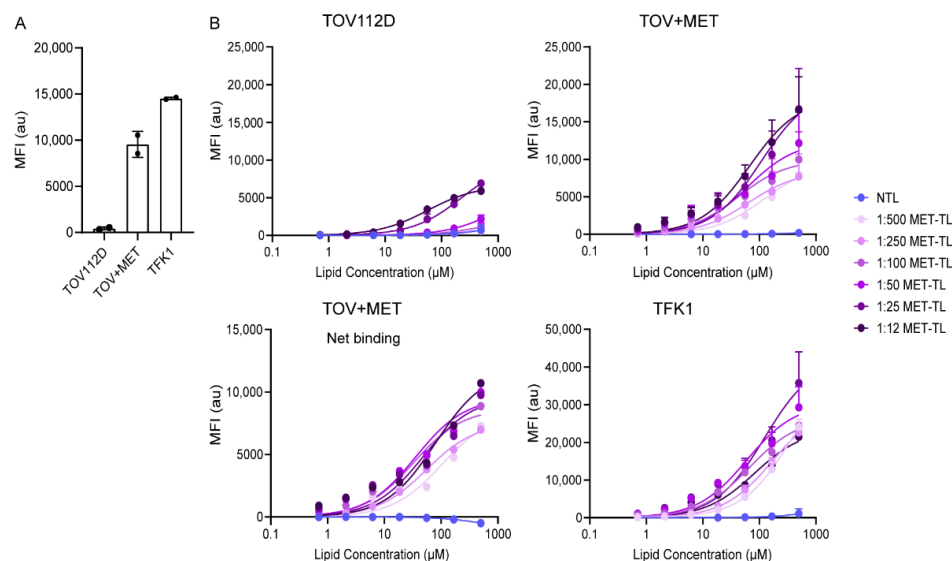 A
MFI (au)
20,000
15,000
10,000
5000
0
TOV112D
TOV+MET
TFK1
B
TOV112D
MFI (au)
25,000
20,000
15,000
10,000
5000
0
0.1 1 10 100 1000
Lipid Concentration (µM)
TOV+MET
MFI (au)
25,000
20,000
15,000
10,000
5000
0
0.1 1 10 100 1000
Lipid Concentration (µM)
NTL
1:500 MET-TL
1:250 MET-TL
1:100 MET-TL
1:50 MET-TL
1:25 MET-TL
1:12 MET-TL
TOV+MET
Net binding
MFI (au)
15,000
10,000
5000
0
0.1 1 10 100 1000
Lipid Concentration (µM)
TFK1
MFI (au)
50,000
40,000
30,000
20,000
10,000
0
0.1 1 10 100 1000
Lipid Concentration (µM)